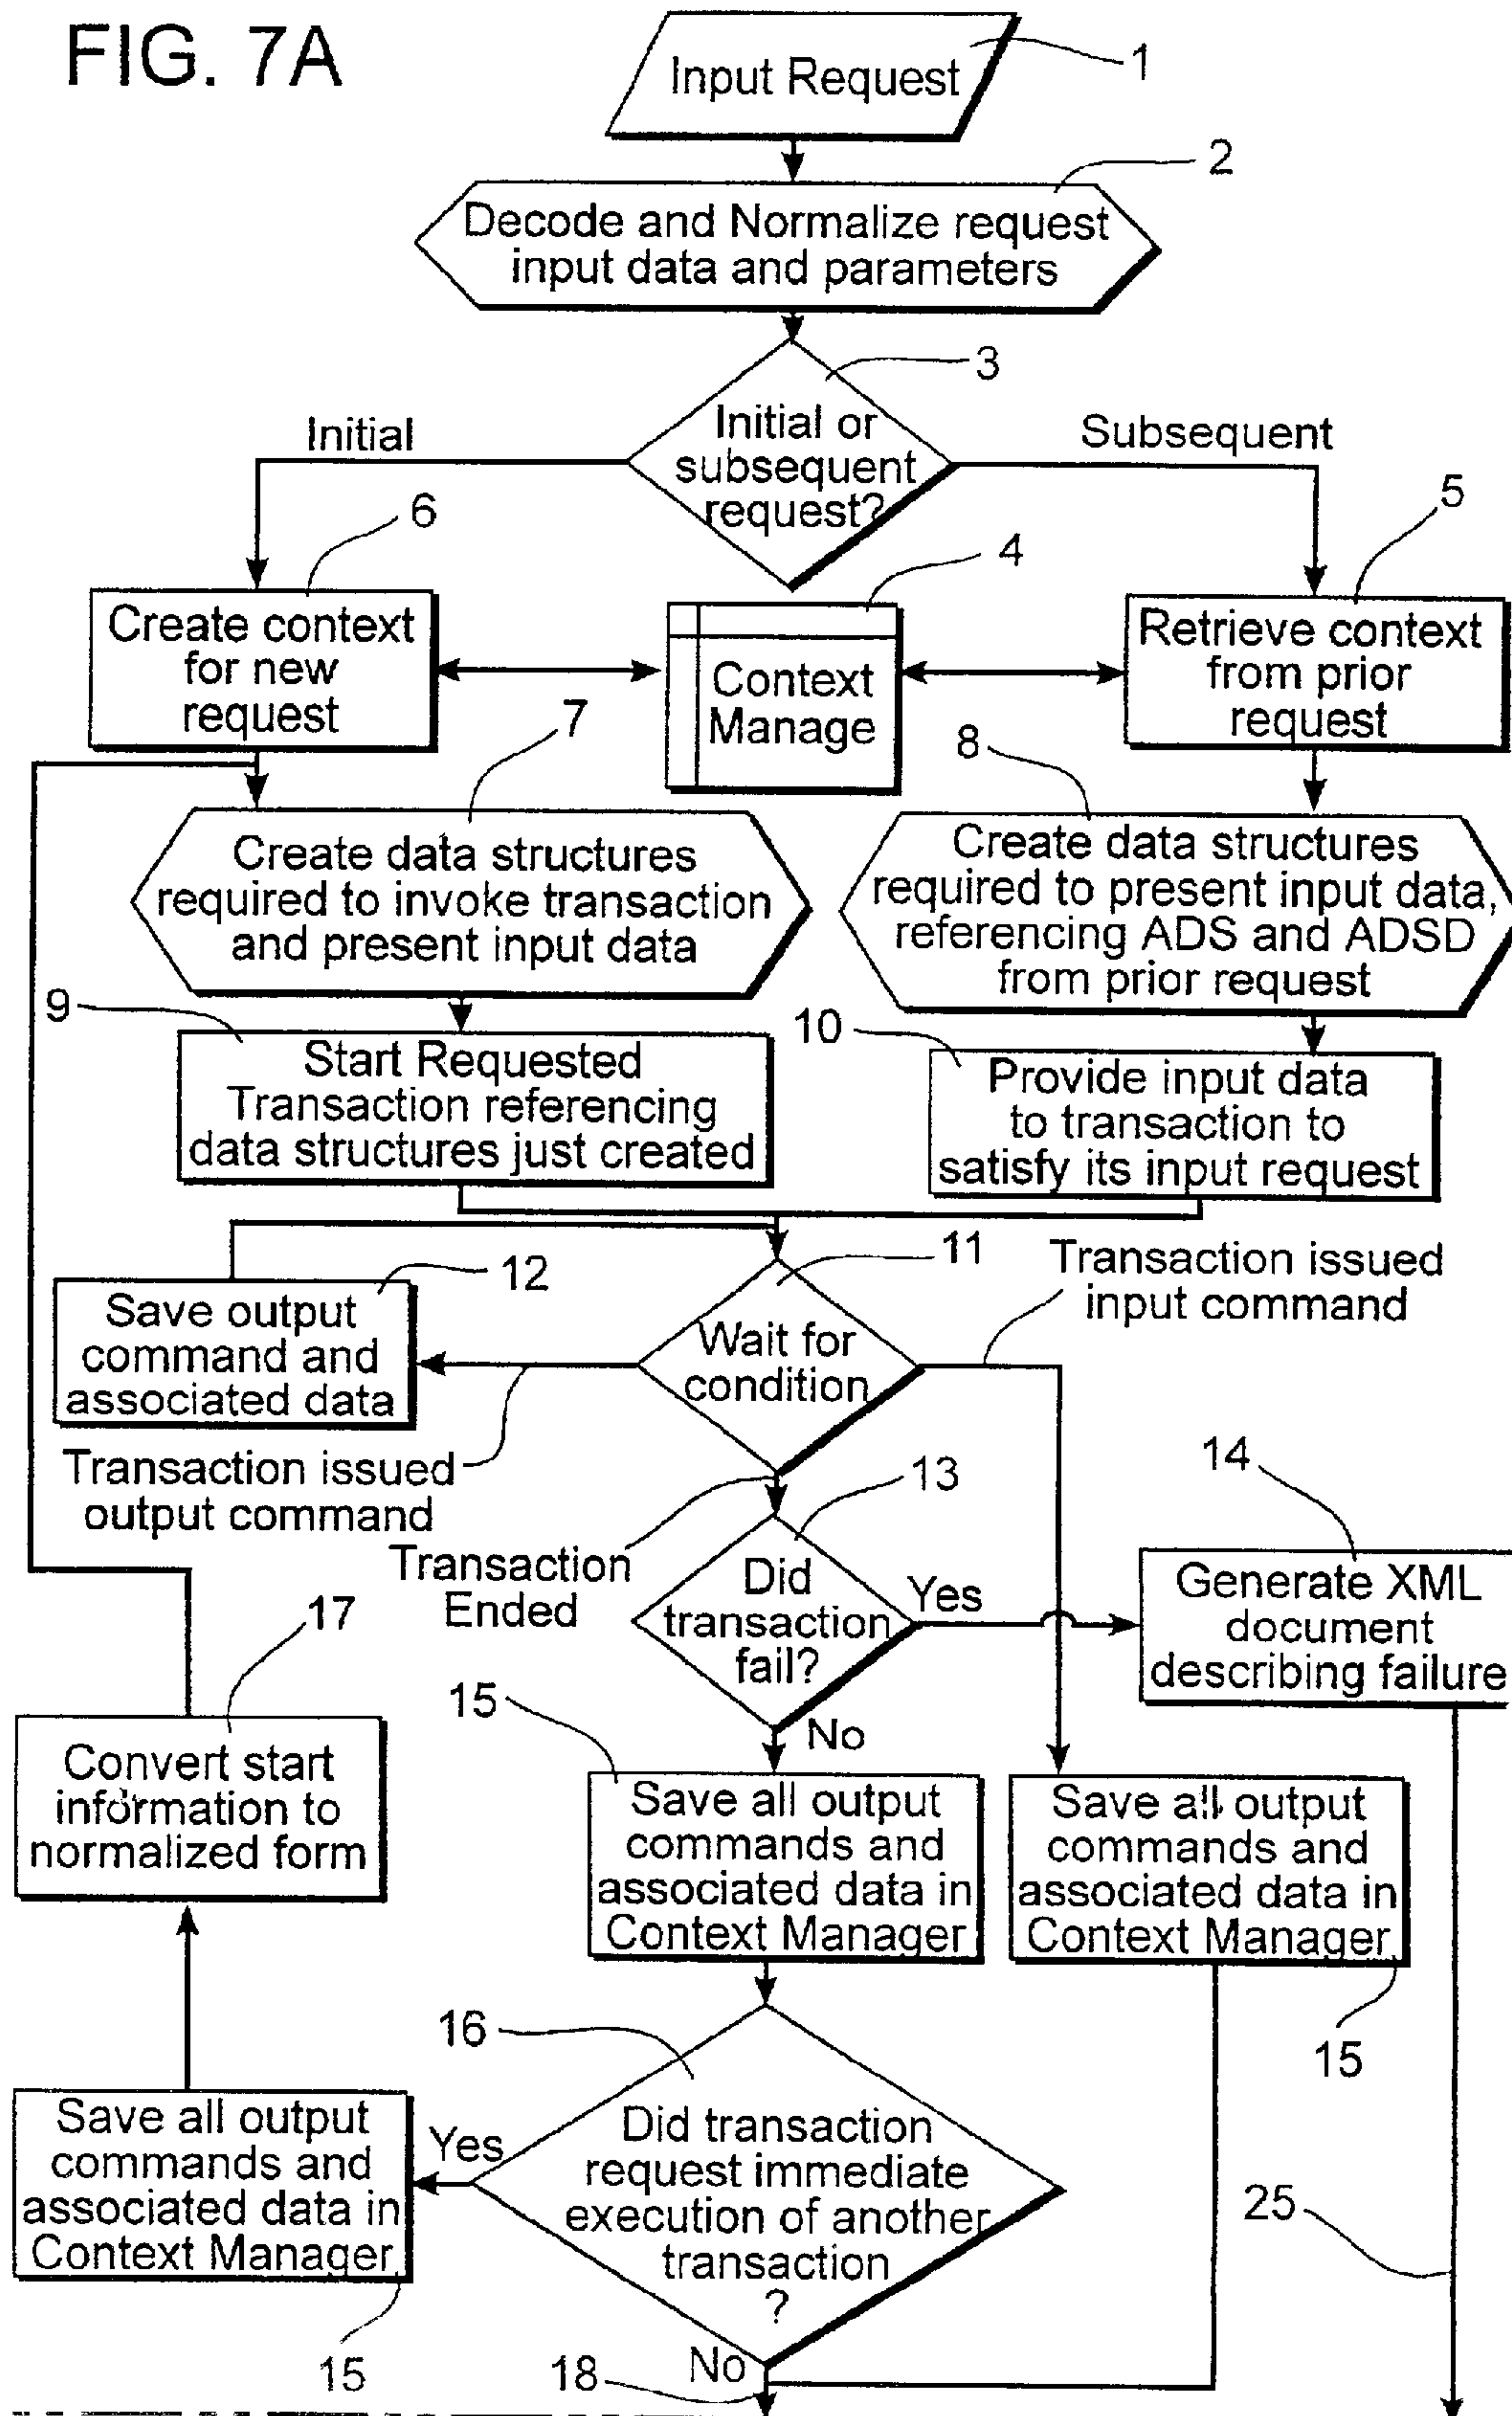 FIG. 7A
Input Request
1
2
Decode and Normalize request
input data and parameters
3
Initial or
subsequent
request?
Initial
Subsequent
6
4
5
Create context
for new
request
Context
Manage
Retrieve context
from prior
request
7
8
Create data structures
required to invoke transaction
and present input data
Create data structures
required to present input data,
referencing ADS and ADSD
from prior request
9
10
Start Requested
Transaction referencing
data structures just created
Provide input data
to transaction to
satisfy its input request
12
11
Transaction issued
input command
Save output
command and
associated data
Wait for
condition
Transaction issued
output command
Transaction
Ended
13
14
Did
transaction
fail?
Yes
No
Generate XML
document
describing failure
17
15
Convert start
information to
normalized form
Save all output
commands and
associated data in
Context Manager
Save all output
commands and
associated data in
Context Manager
15
16
Save all output
commands and
associated data in
Context Manager
Yes
Did transaction
request immediate
execution of another
transaction
?
25
15
18
No